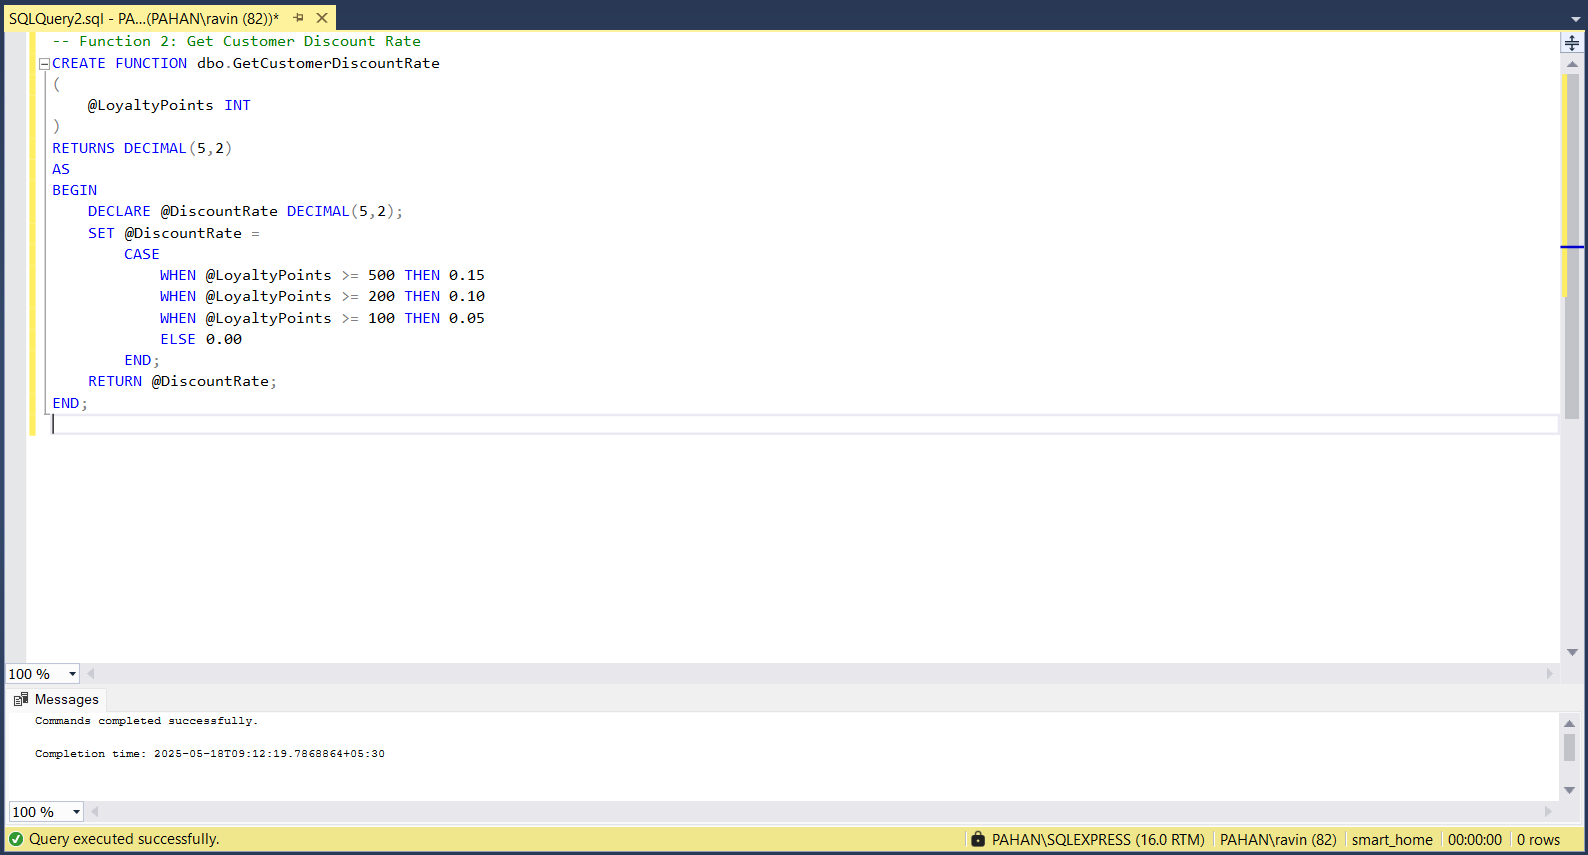 SQLQuery2.sql - PA...(PAHAN\ravin (82))*
-- Function 2: Get Customer Discount Rate
CREATE FUNCTION dbo.GetCustomerDiscountRate
(
    @LoyaltyPoints INT
)
RETURNS DECIMAL(5,2)
AS
BEGIN
    DECLARE @DiscountRate DECIMAL(5,2);
    SET @DiscountRate =
        CASE
            WHEN @LoyaltyPoints >= 500 THEN 0.15
            WHEN @LoyaltyPoints >= 200 THEN 0.10
            WHEN @LoyaltyPoints >= 100 THEN 0.05
            ELSE 0.00
        END;
    RETURN @DiscountRate;
END;
100 %
Messages
Commands completed successfully.
Completion time: 2025-05-18T09:12:19.7868864+05:30
100 %
Query executed successfully. PAHAN\SQLEXPRESS (16.0 RTM) PAHAN\ravin (82) smart_home 00:00:00 0 rows